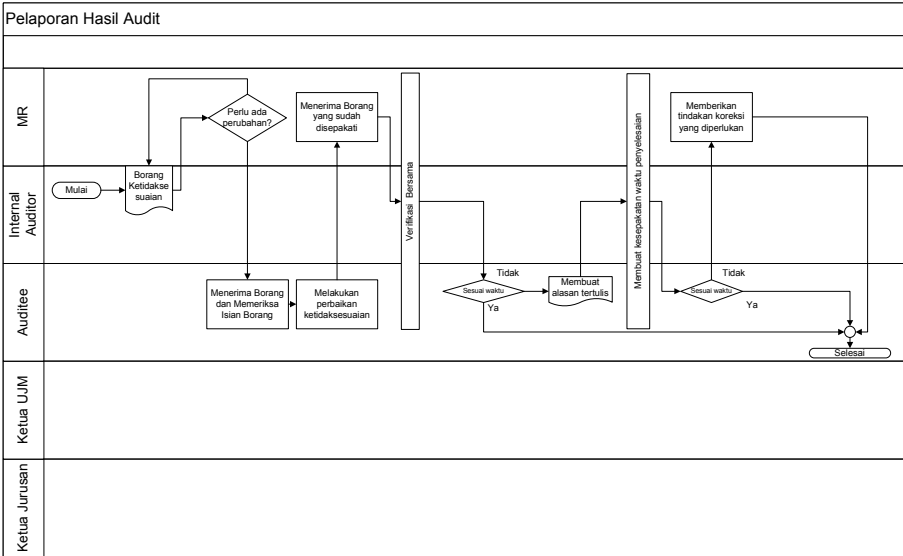 Pelaporan Hasil Audit
MR
Perlu ada
perubahan?
Menerima Borang
yang sudah
disepakati
Memberikan
tindakan koreksi
yang diperlukan
Internal
Auditor
Mulai
Borang
Ketidakse
suaian
Verifikasi Bersama
Membuat kesepakatan waktu penyelesaian
Auditee
Menerima Borang
dan Memeriksa
Isian Borang
Melakukan
perbaikan
ketidaksesuaian
Sesuai waktu
Tidak
Ya
Membuat
alasan tertulis
Sesuai waktu
Tidak
Ya
Selesai
Ketua UJM
Ketua Jurusan